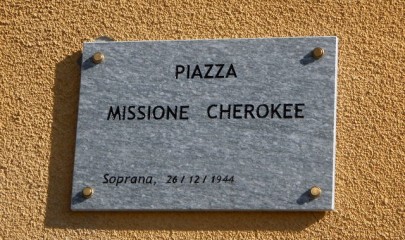 PIAZZA
MISSIONE CHEROKEE
Soprana, 26/12/1944